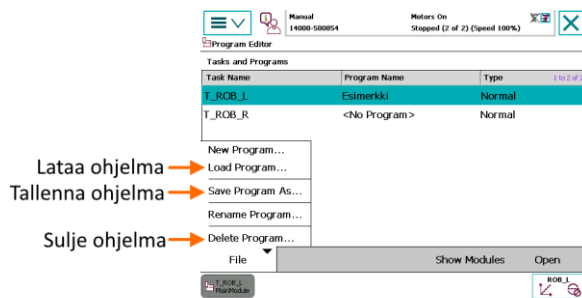 Manual
14000-500854
Motors On
Stopped (2 of 2) (Speed 100%)
Program Editor
Tasks and Programs
Task Name Program Name Type 1 to 2 of 2
T_ROB_L Esimerkki Normal
T_ROB_R <No Program> Normal
New Program...
Lataa ohjelma Load Program...
Tallenna ohjelma Save Program As...
Rename Program...
Sulje ohjelma Delete Program...
File Show Modules Open
T_ROB_L
MainModule
ROB_L